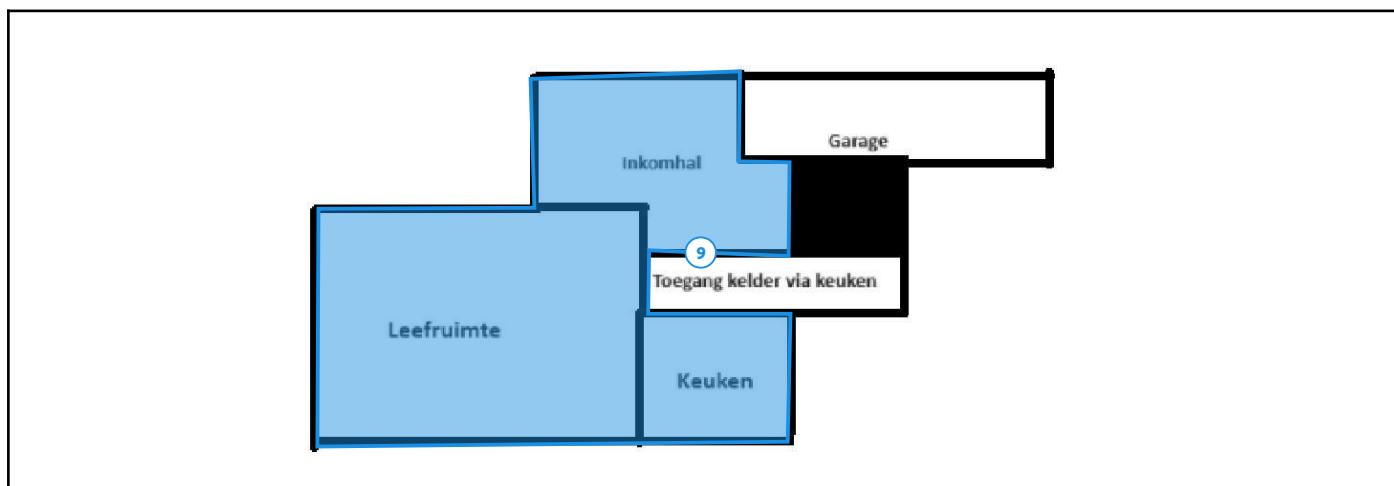 Garage
Inkomhal
9
Toegang kelder via keuken
Leefruimte
Keuken